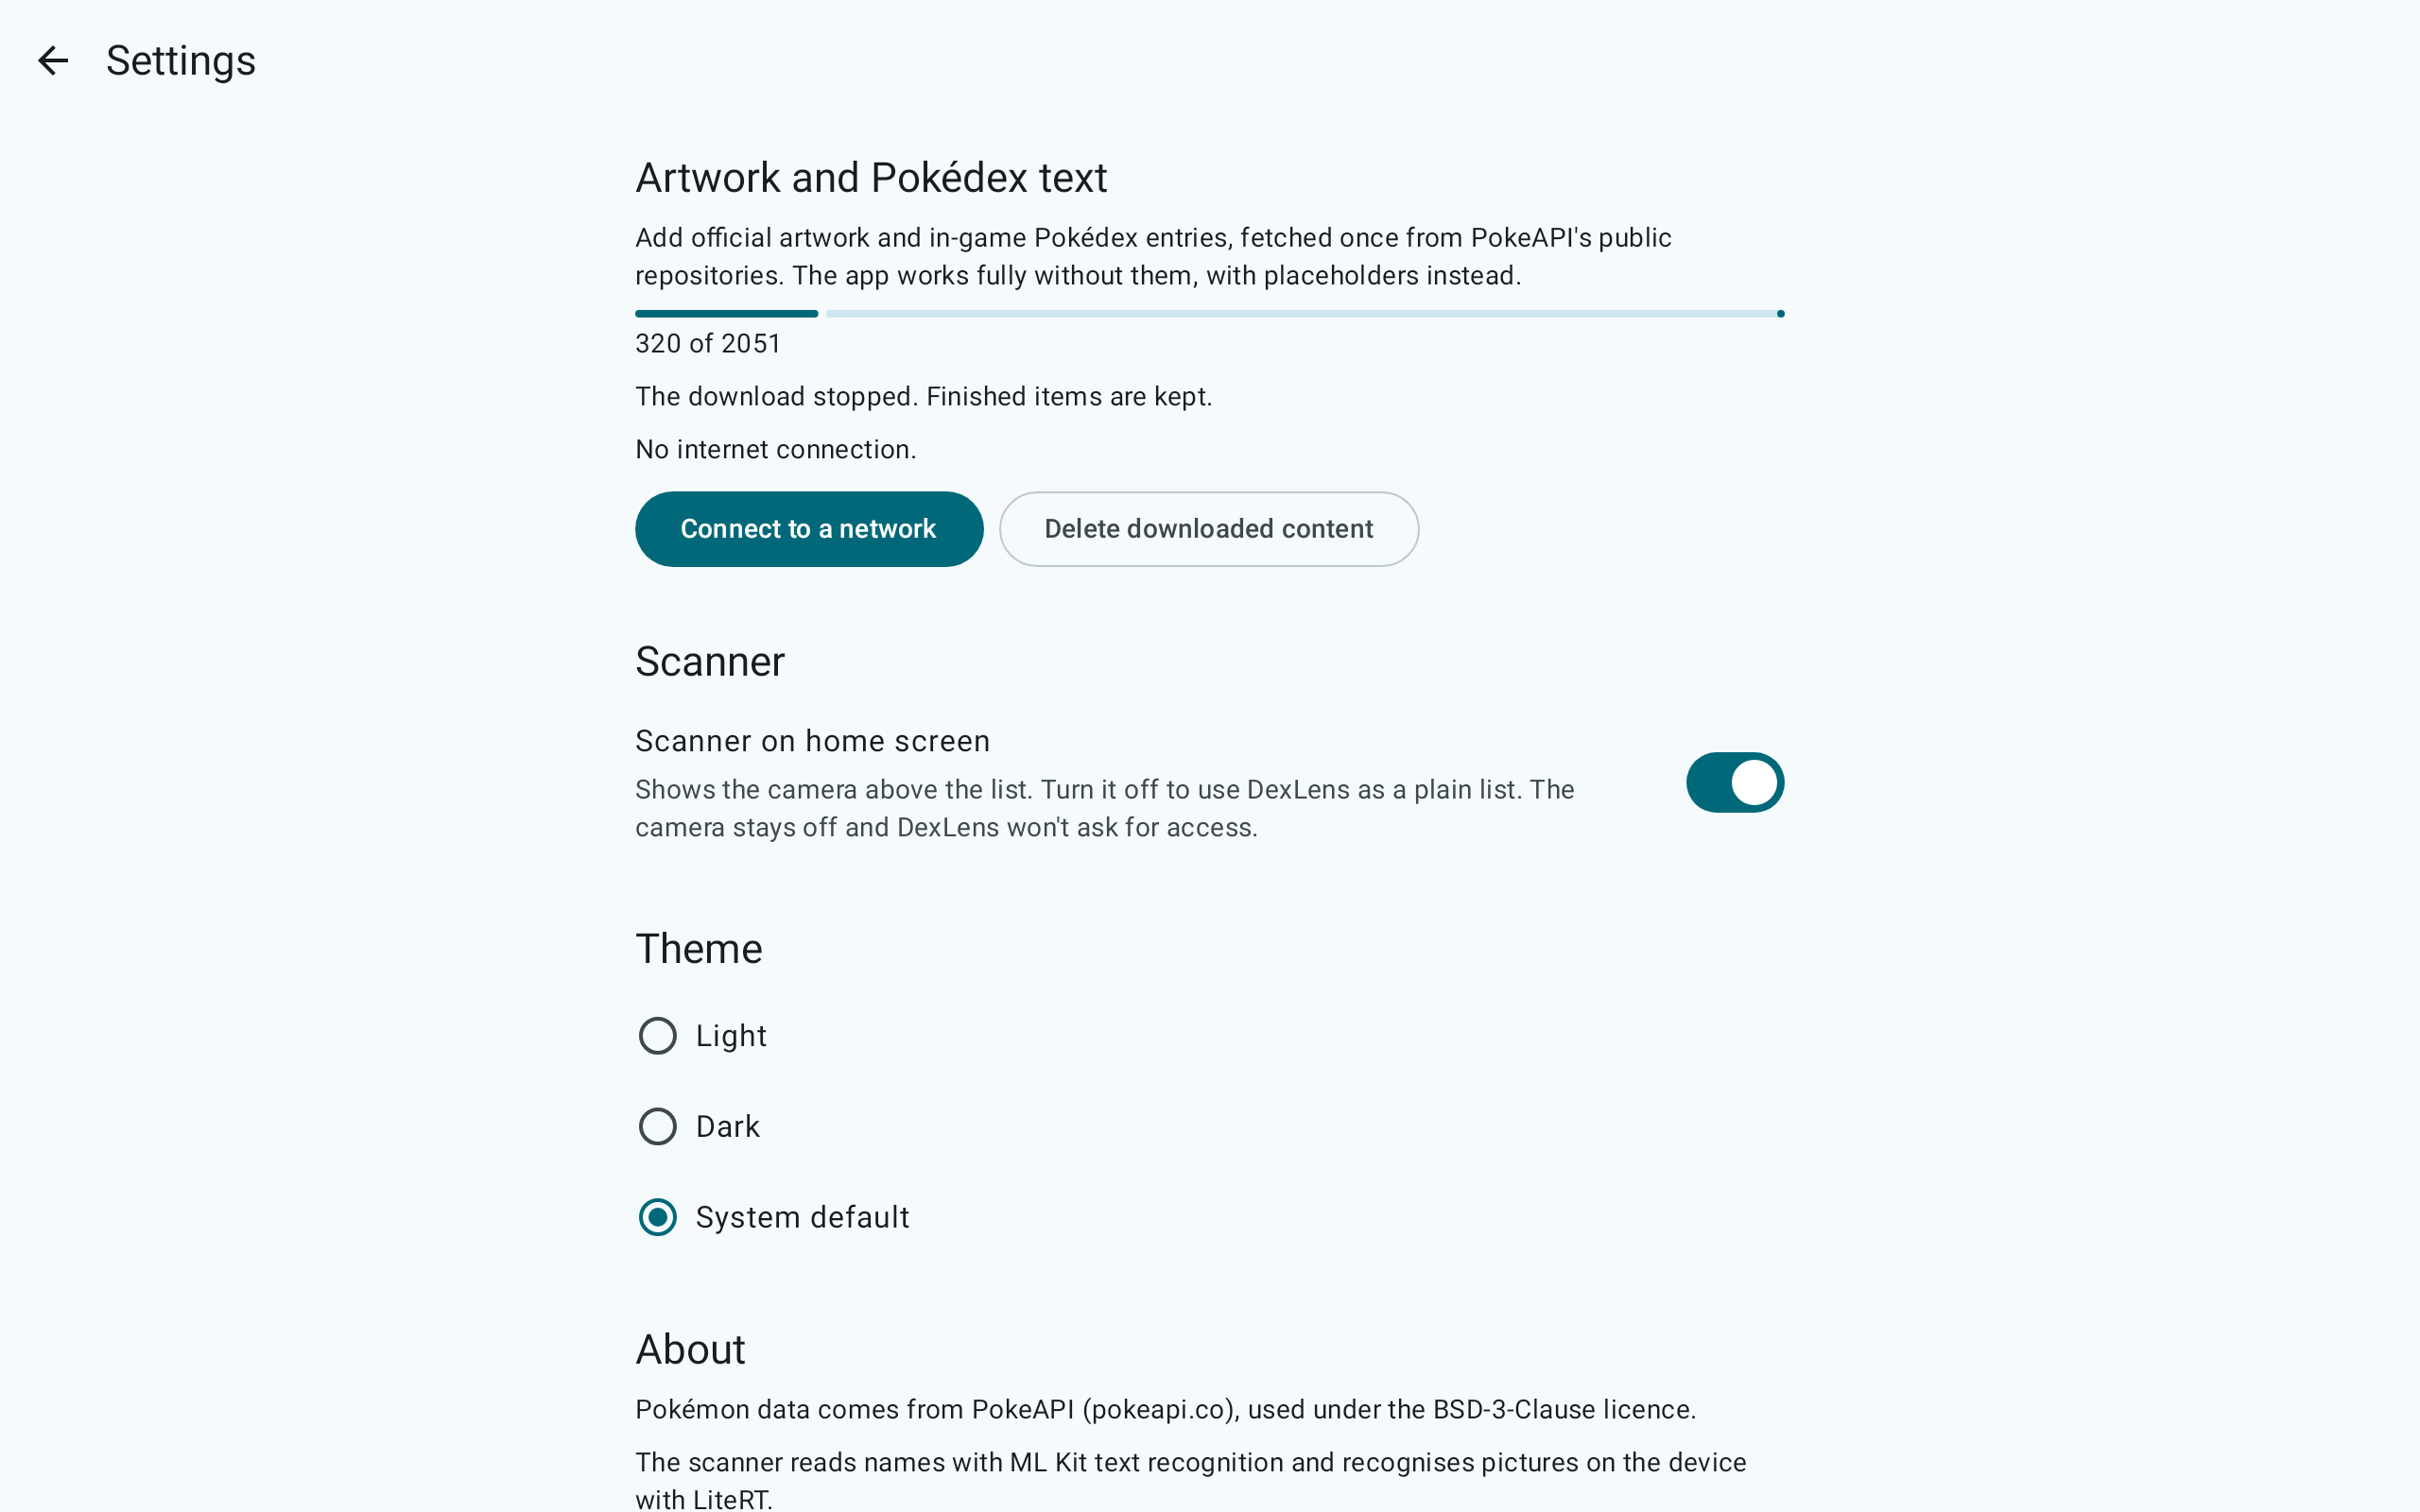 Settings
Artwork and Pokédex text
Add official artwork and in-game Pokédex entries, fetched once from PokeAPI's public
repositories. The app works fully without them, with placeholders instead.
320 of 2051
The download stopped. Finished items are kept.
No internet connection.
Connect to a network
Delete downloaded content
Scanner
Scanner on home screen
Shows the camera above the list. Turn it off to use DexLens as a plain list. The
camera stays off and DexLens won't ask for access.
Theme
Light
Dark
System default
About
Pokémon data comes from PokeAPI (pokeapi.co), used under the BSD-3-Clause licence.
The scanner reads names with ML Kit text recognition and recognises pictures on the device
with LiteRT.